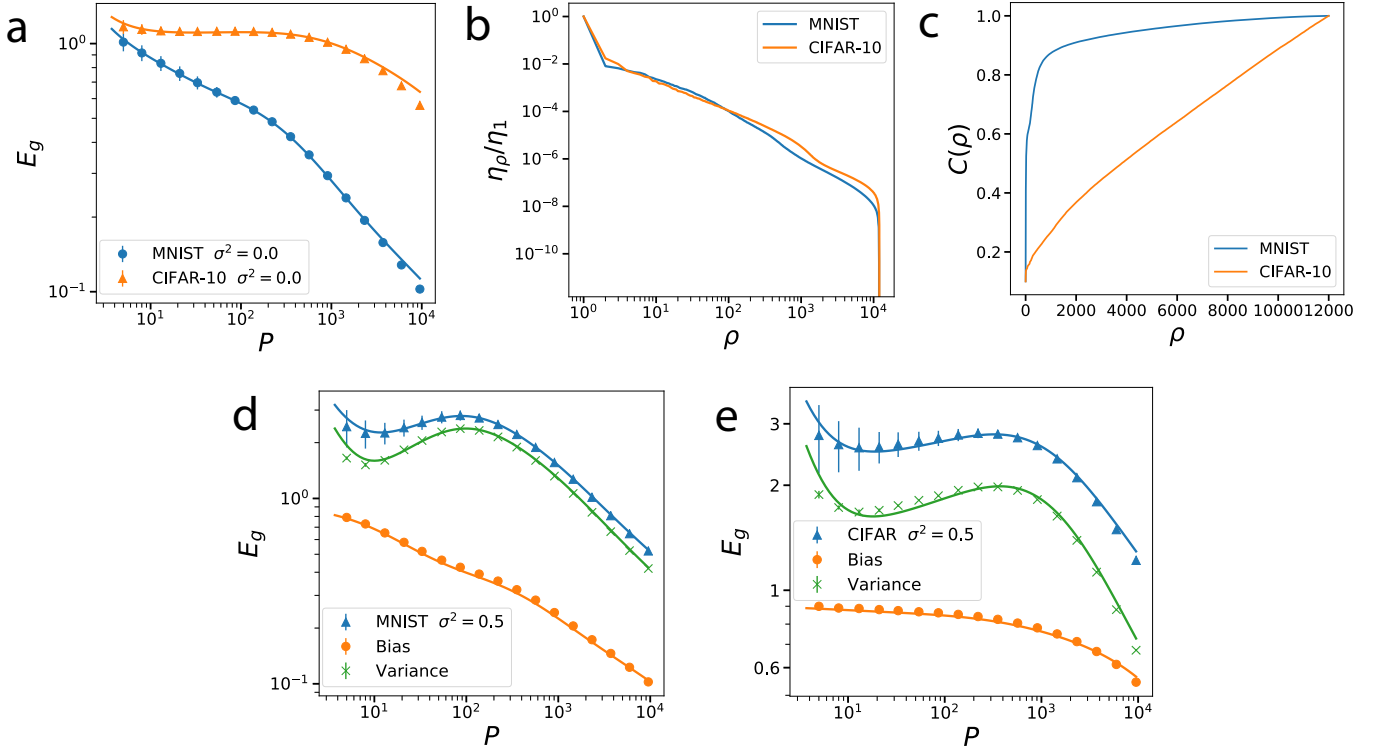 a
E_g
10^0
10^{-1}
MNIST σ² = 0.0
CIFAR-10 σ² = 0.0
10^1
10^2
10^3
10^4
P
b
η_ρ/η_1
10^0
10^{-2}
10^{-4}
10^{-6}
10^{-8}
10^{-10}
MNIST
CIFAR-10
10^0
10^1
10^2
10^3
10^4
ρ
c
C(ρ)
1.0
0.8
0.6
0.4
0.2
MNIST
CIFAR-10
0
2000
4000
6000
8000
10000
12000
ρ
d
E_g
10^0
10^{-1}
MNIST σ² = 0.5
Bias
Variance
10^1
10^2
10^3
10^4
P
e
E_g
3
2
1
0.6
CIFAR σ² = 0.5
Bias
Variance
10^1
10^2
10^3
10^4
P